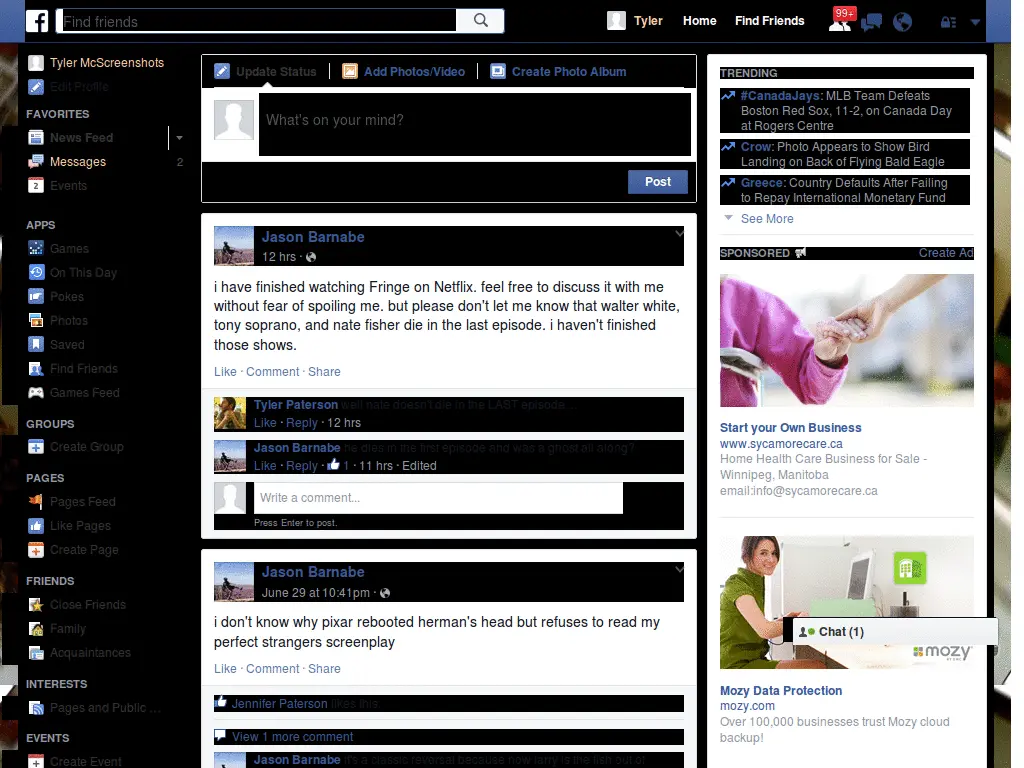 Find friends
Tyler
Home
Find Friends
99+
Tyler McScreenshots
Edit Profile
FAVORITES
News Feed
Messages 2
2 Events
APPS
Games
On This Day
Pokes
Photos
Saved
Find Friends
Games Feed
GROUPS
Create Group
PAGES
Pages Feed
Like Pages
Create Page
FRIENDS
Close Friends
Family
Acquaintances
INTERESTS
Pages and Public ...
EVENTS
Create Event
Update Status
Add Photos/Video
Create Photo Album
What's on your mind?
Post
Jason Barnabe
12 hrs ·
i have finished watching Fringe on Netflix. feel free to discuss it with me
without fear of spoiling me. but please don't let me know that walter white,
tony soprano, and nate fisher die in the last episode. i haven't finished
those shows.
Like · Comment · Share
Tyler Paterson well nate doesn't die in the LAST episode...
Like · Reply · 12 hrs
Jason Barnabe he dies in the first episode and was a ghost all along?
Like · Reply · 1 · 11 hrs · Edited
Write a comment...
Press Enter to post.
Jason Barnabe
June 29 at 10:41pm ·
i don't know why pixar rebooted herman's head but refuses to read my
perfect strangers screenplay
Like · Comment · Share
Jennifer Paterson likes this.
View 1 more comment
Jason Barnabe it's a classic reversal because now larry is the fish out of
TRENDING
#CanadaJays: MLB Team Defeats
Boston Red Sox, 11-2, on Canada Day
at Rogers Centre
Crow: Photo Appears to Show Bird
Landing on Back of Flying Bald Eagle
Greece: Country Defaults After Failing
to Repay International Monetary Fund
See More
SPONSORED
Create Ad
Start your Own Business
www.sycamorecare.ca
Home Health Care Business for Sale -
Winnipeg, Manitoba
email:info@sycamorecare.ca
Chat (1)
mozy
Mozy Data Protection
mozy.com
Over 100,000 businesses trust Mozy cloud
backup!